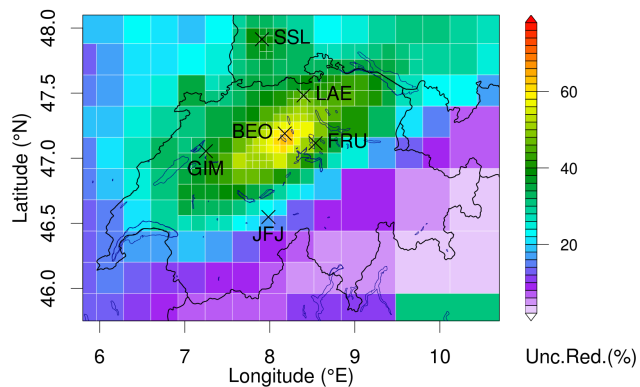 48.0
47.5
47.0
46.5
46.0
Latitude (°N)
SSL
LAE
BEO
FRU
GIM
JFJ
6 7 8 9 10
Longitude (°E)
60
40
20
Unc.Red.(%)